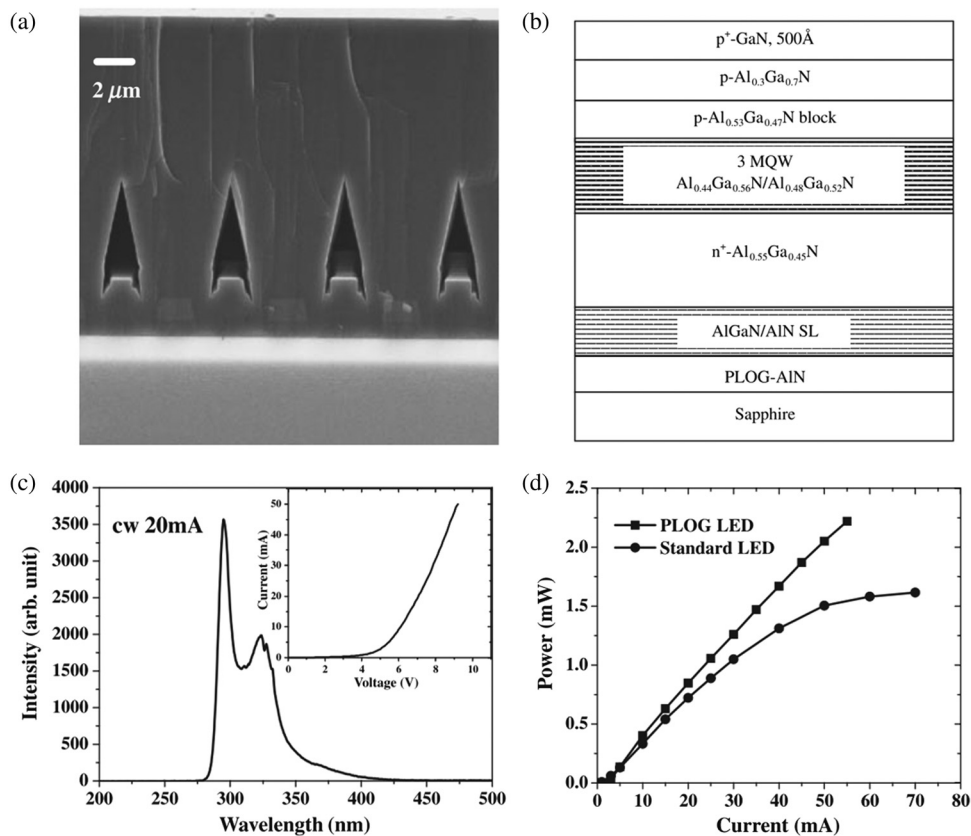 (a)
2 μm
(b)
p⁺-GaN, 500Å
p-Al₀.₃Ga₀.₇N
p-Al₀.₅₃Ga₀.₄₇N block
3 MQW
Al₀.₄₄Ga₀.₅₆N/Al₀.₄₈Ga₀.₅₂N
n⁺-Al₀.₅₅Ga₀.₄₅N
AlGaN/AlN SL
PLOG-AlN
Sapphire
(c)
cw 20mA
Intensity (arb. unit)
4000
3500
3000
2500
2000
1500
1000
500
0
200 250 300 350 400 450 500
Wavelength (nm)
Current (mA)
50
40
30
20
10
0
0 2 4 6 8 10
Voltage (V)
(d)
PLOG LED
Standard LED
Power (mW)
2.5
2.0
1.5
1.0
0.5
0.0
0 10 20 30 40 50 60 70 80
Current (mA)